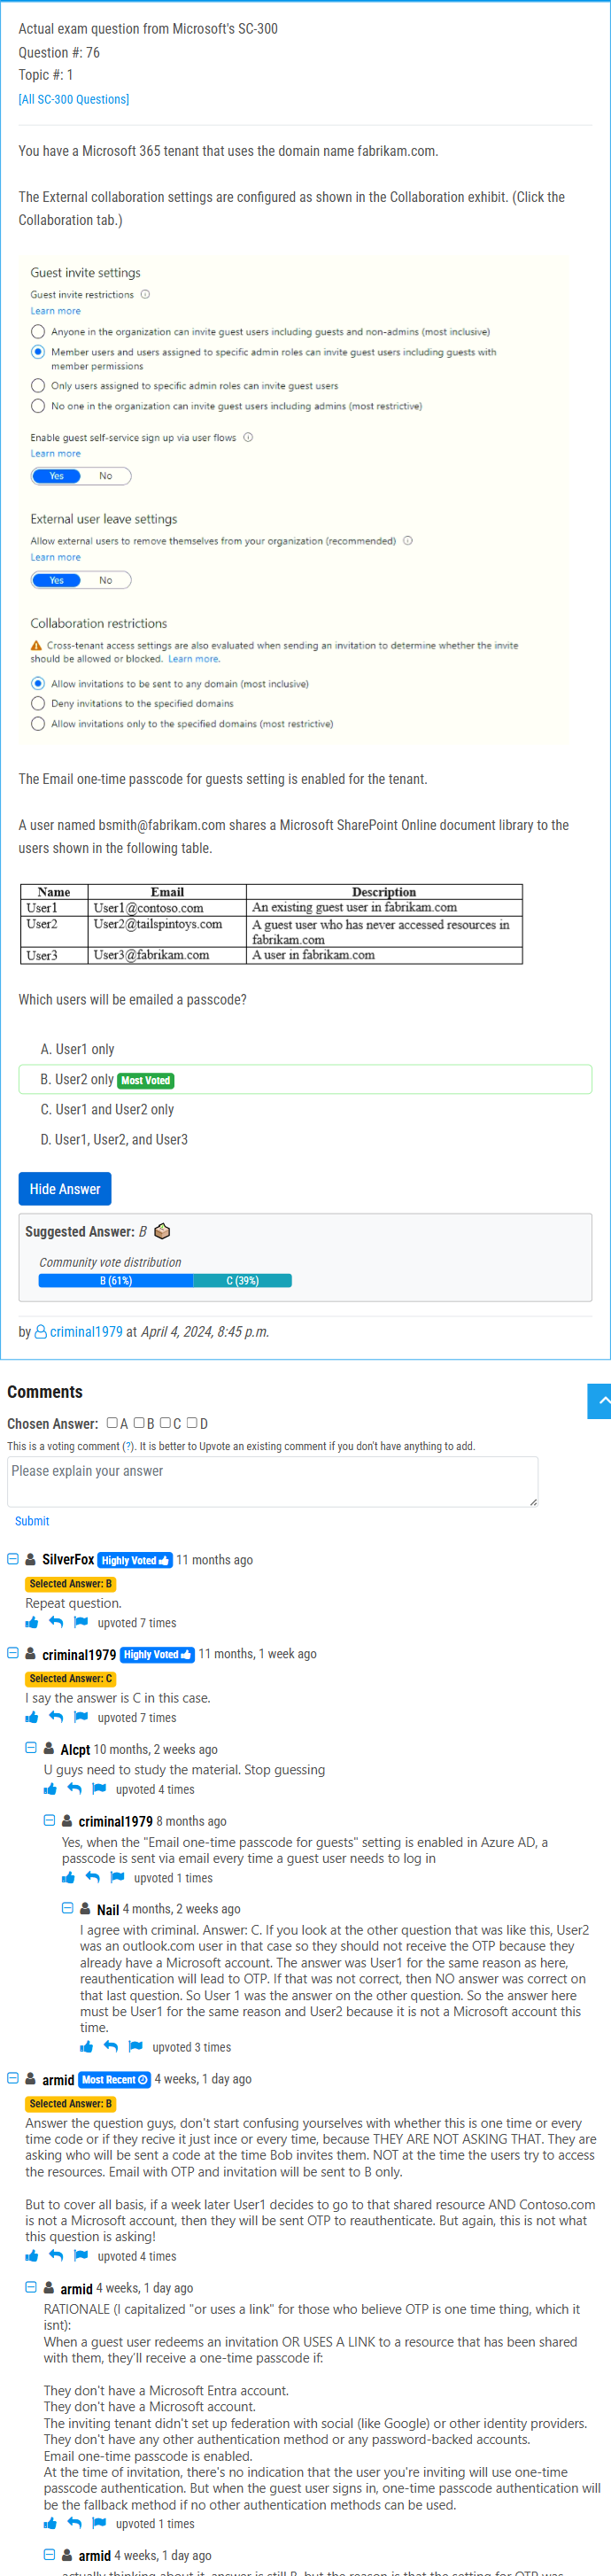 Actual exam question from Microsoft's SC-300
Question #: 76
Topic #: 1
[All SC-300 Questions]
You have a Microsoft 365 tenant that uses the domain name fabrikam.com.
The External collaboration settings are configured as shown in the Collaboration exhibit. (Click the
Collaboration tab.)
Guest invite settings
Guest invite restrictions
Learn more
Anyone in the organization can invite guest users including guests and non-admins (most inclusive)
Member users and users assigned to specific admin roles can invite guest users including guests with
member permissions
Only users assigned to specific admin roles can invite guest users
No one in the organization can invite guest users including admins (most restrictive)
Enable guest self-service sign up via user flows
Learn more
Yes No
External user leave settings
Allow external users to remove themselves from your organization (recommended)
Learn more
Yes No
Collaboration restrictions
Cross-tenant access settings are also evaluated when sending an invitation to determine whether the invite
should be allowed or blocked. Learn more.
Allow invitations to be sent to any domain (most inclusive)
Deny invitations to the specified domains
Allow invitations only to the specified domains (most restrictive)
The Email one-time passcode for guests setting is enabled for the tenant.
A user named bsmith@fabrikam.com shares a Microsoft SharePoint Online document library to the
users shown in the following table.
Name Email Description
User1 User1@contoso.com An existing guest user in fabrikam.com
User2 User2@tailspintoys.com A guest user who has never accessed resources in
fabrikam.com
User3 User3@fabrikam.com A user in fabrikam.com
Which users will be emailed a passcode?
A. User1 only
B. User2 only Most Voted
C. User1 and User2 only
D. User1, User2, and User3
Hide Answer
Suggested Answer: B
Community vote distribution
B (61%) C (39%)
by criminal1979 at April 4, 2024, 8:45 p.m.
Comments
Chosen Answer: A B C D
This is a voting comment (?). It is better to Upvote an existing comment if you don't have anything to add.
Please explain your answer
Submit
SilverFox Highly Voted 11 months ago
Selected Answer: B
Repeat question.
upvoted 7 times
criminal1979 Highly Voted 11 months, 1 week ago
Selected Answer: C
I say the answer is C in this case.
upvoted 7 times
Alcpt 10 months, 2 weeks ago
U guys need to study the material. Stop guessing
upvoted 4 times
criminal1979 8 months ago
Yes, when the "Email one-time passcode for guests" setting is enabled in Azure AD, a
passcode is sent via email every time a guest user needs to log in
upvoted 1 times
Nail 4 months, 2 weeks ago
I agree with criminal. Answer: C. If you look at the other question that was like this, User2
was an outlook.com user in that case so they should not receive the OTP because they
already have a Microsoft account. The answer was User1 for the same reason as here,
reauthentication will lead to OTP. If that was not correct, then NO answer was correct on
that last question. So User 1 was the answer on the other question. So the answer here
must be User1 for the same reason and User2 because it is not a Microsoft account this
time.
upvoted 3 times
armid Most Recent 4 weeks, 1 day ago
Selected Answer: B
Answer the question guys, don't start confusing yourselves with whether this is one time or every
time code or if they recive it just ince or every time, because THEY ARE NOT ASKING THAT. They are
asking who will be sent a code at the time Bob invites them. NOT at the time the users try to access
the resources. Email with OTP and invitation will be sent to B only.
But to cover all basis, if a week later User1 decides to go to that shared resource AND Contoso.com
is not a Microsoft account, then they will be sent OTP to reauthenticate. But again, this is not what
this question is asking!
upvoted 4 times
armid 4 weeks, 1 day ago
RATIONALE (I capitalized "or uses a link" for those who believe OTP is one time thing, which it
isnt):
When a guest user redeems an invitation OR USES A LINK to a resource that has been shared
with them, they'll receive a one-time passcode if:
They don't have a Microsoft Entra account.
They don't have a Microsoft account.
The inviting tenant didn't set up federation with social (like Google) or other identity providers.
They don't have any other authentication method or any password-backed accounts.
Email one-time passcode is enabled.
At the time of invitation, there's no indication that the user you're inviting will use one-time
passcode authentication. But when the guest user signs in, one-time passcode authentication will
be the fallback method if no other authentication methods can be used.
upvoted 1 times
armid 4 weeks, 1 day ago